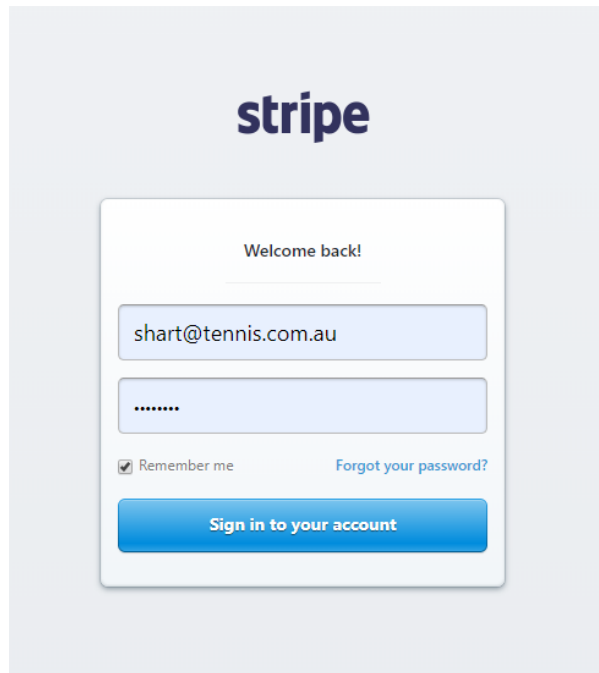 stripe
Welcome back!
shart@tennis.com.au
••••••••
Remember me Forgot your password?
Sign in to your account